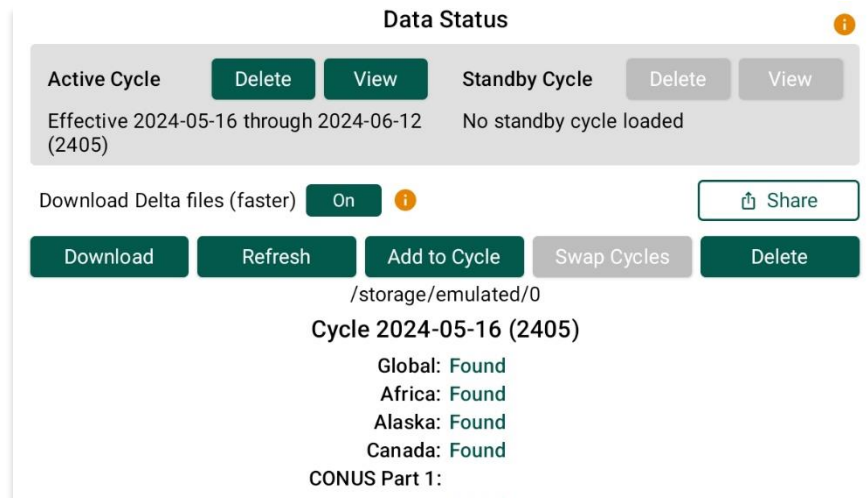 Data Status
Active Cycle Delete View Standby Cycle Delete View
Effective 2024-05-16 through 2024-06-12 No standby cycle loaded
(2405)
Download Delta files (faster) On Share
Download Refresh Add to Cycle Swap Cycles Delete
/storage/emulated/0
Cycle 2024-05-16 (2405)
Global: Found
Africa: Found
Alaska: Found
Canada: Found
CONUS Part 1: